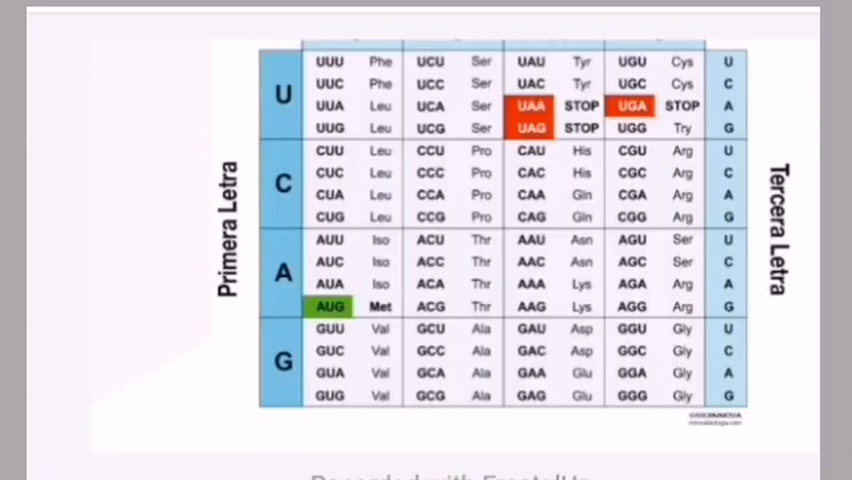 UUU Phe UCU Ser UAU Tyr UGU Cys U
UUC Phe UCC Ser UAC Tyr UGC Cys C
U
UUA Leu UCA Ser UAA STOP UGA STOP A
UUG Leu UCG Ser UAG STOP UGG Try G
CUU Leu CCU Pro CAU His CGU Arg U
CUC Leu CCC Pro CAC His CGC Arg C
C
CUA Leu CCA Pro CAA Gln CGA Arg A
CUG Leu CCG Pro CAG Gln CGG Arg G
Primera Letra
Tercera Letra
AUU Iso ACU Thr AAU Asn AGU Ser U
AUC Iso ACC Thr AAC Asn AGC Ser C
A
AUA Iso ACA Thr AAA Lys AGA Arg A
AUG Met ACG Thr AAG Lys AGG Arg G
GUU Val GCU Ala GAU Asp GGU Gly U
GUC Val GCC Ala GAC Asp GGC Gly C
G
GUA Val GCA Ala GAA Glu GGA Gly A
GUG Val GCG Ala GAG Glu GGG Gly G
Recorded with